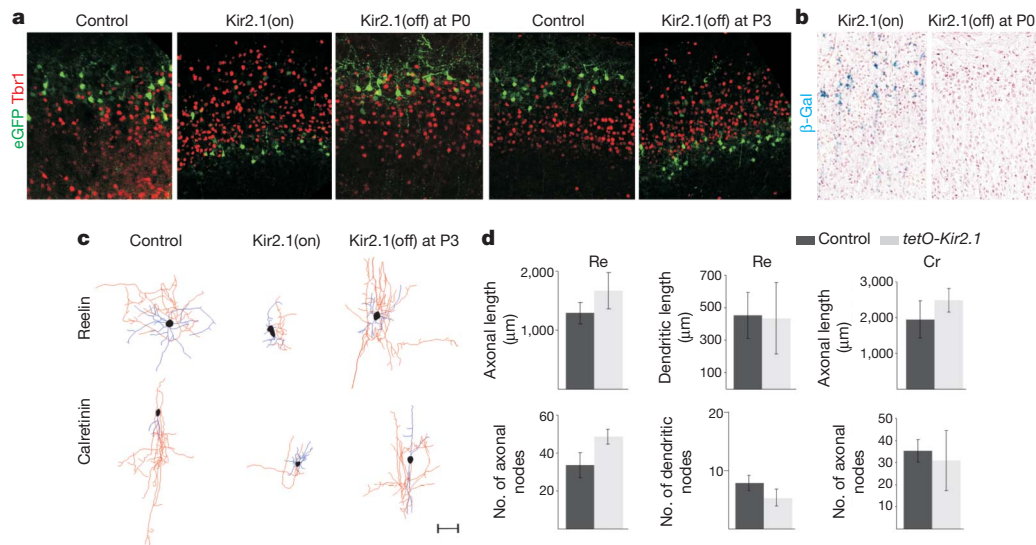 a
Control
Kir2.1(on)
Kir2.1(off) at P0
Control
Kir2.1(off) at P3
eGFP Tbr1
b
Kir2.1(on)
Kir2.1(off) at P0
β-Gal
c
Control
Kir2.1(on)
Kir2.1(off) at P3
Reelin
Calretinin
d
Control
tetO-Kir2.1
Re
Axonal length
(μm)
2,000
1,000
Re
Dendritic length
(μm)
700
500
300
100
Cr
Axonal length
(μm)
3,000
2,000
1,000
No. of axonal
nodes
60
40
20
No. of dendritic
nodes
20
10
No. of axonal
nodes
50
40
30
20
10